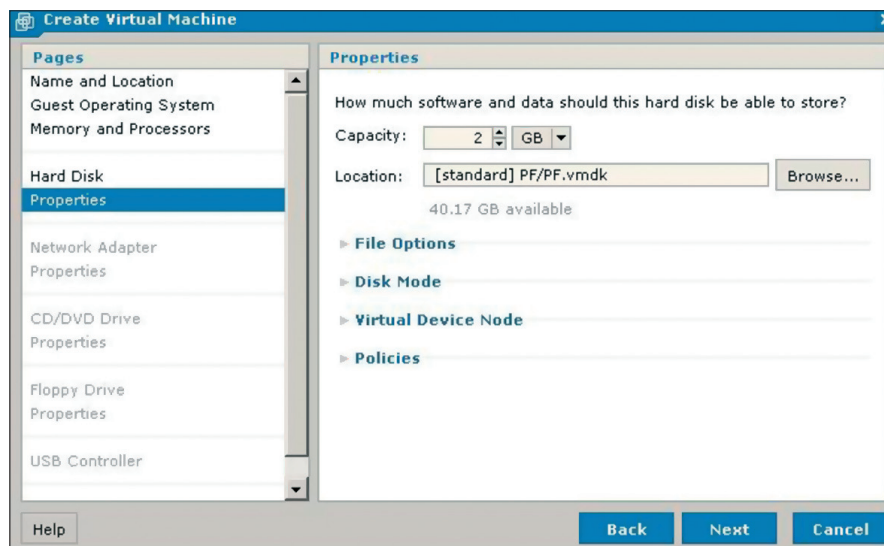 Create Virtual Machine
Pages
Name and Location
Guest Operating System
Memory and Processors
Hard Disk
Properties
Network Adapter
Properties
CD/DVD Drive
Properties
Floppy Drive
Properties
USB Controller
Properties
How much software and data should this hard disk be able to store?
Capacity: 2 GB
Location: [standard] PF/PF.vmdk Browse...
40.17 GB available
File Options
Disk Mode
Virtual Device Node
Policies
Help Back Next Cancel